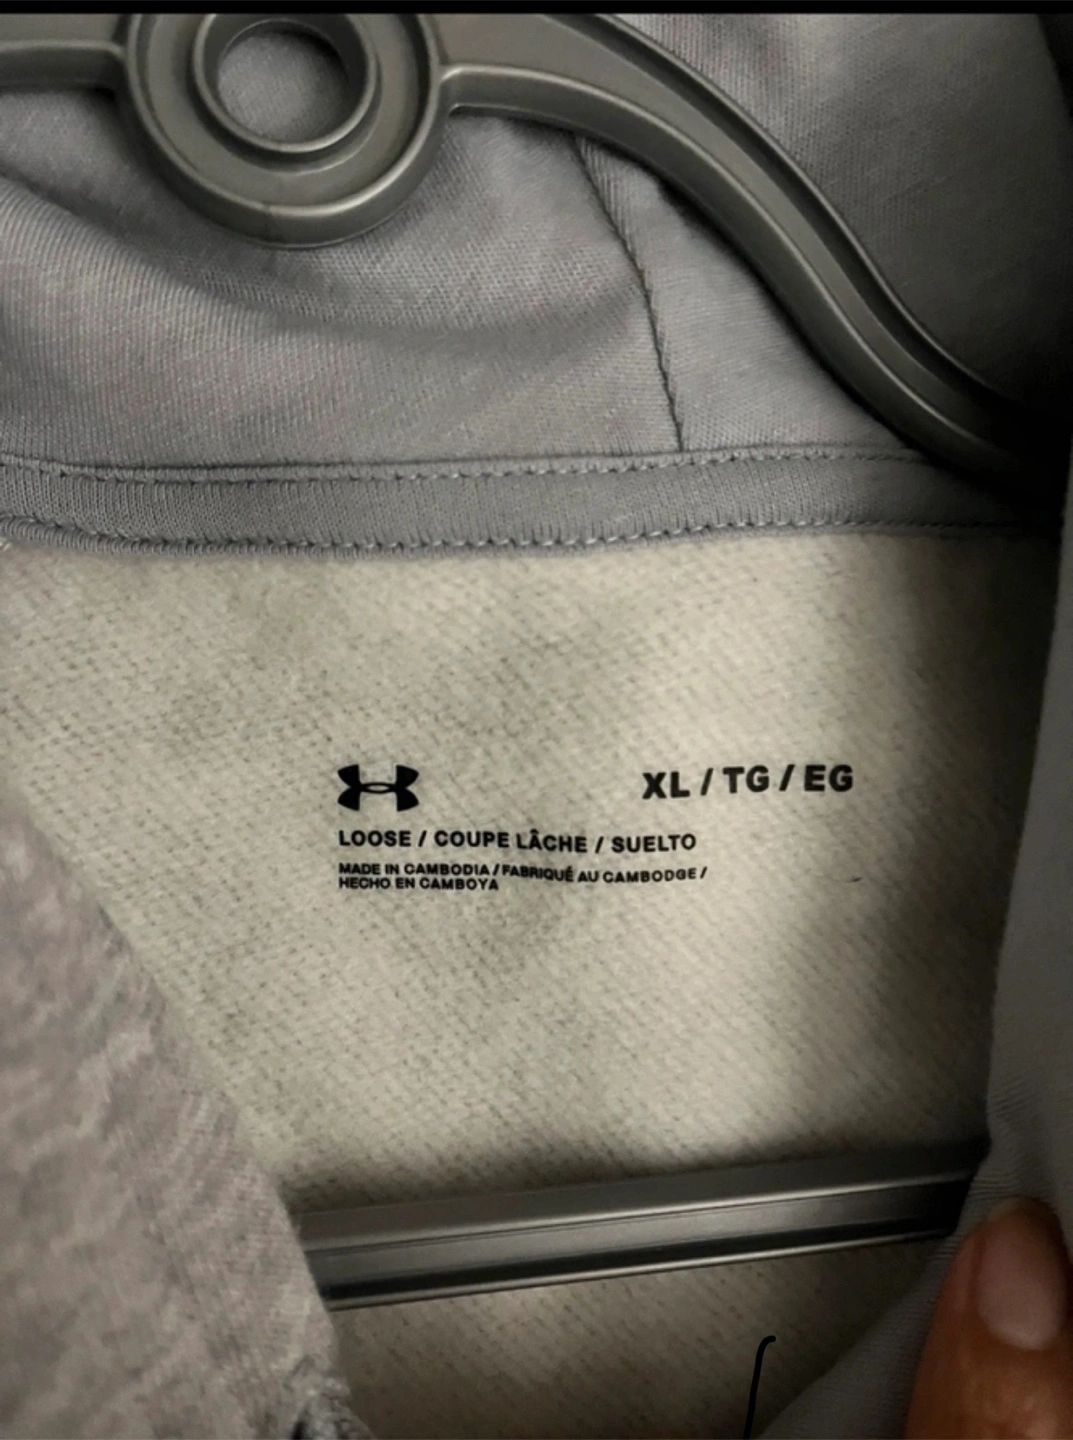 XL / TG / EG
LOOSE / COUPE LÂCHE / SUELTO
MADE IN CAMBODIA / FABRIQUÉ AU CAMBODGE /
HECHO EN CAMBOYA